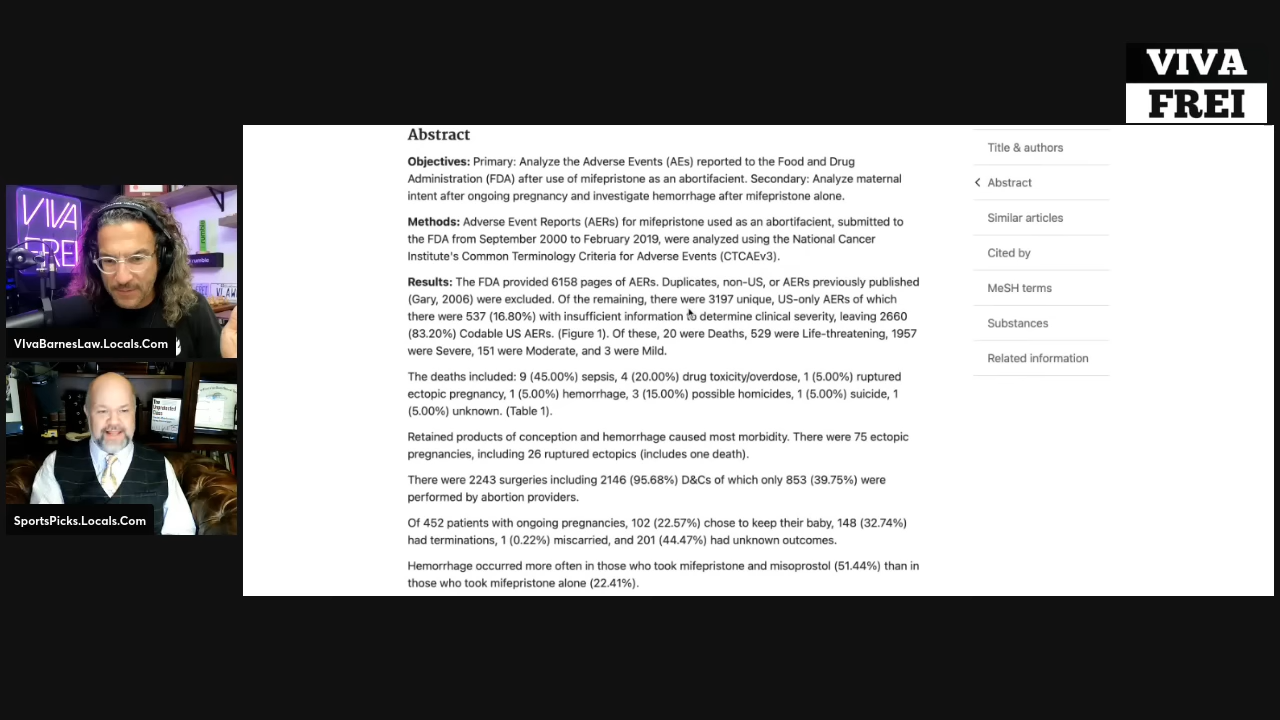 VIVA
FREI
Abstract
Objectives: Primary: Analyze the Adverse Events (AEs) reported to the Food and Drug
Administration (FDA) after use of mifepristone as an abortifacient. Secondary: Analyze maternal
intent after ongoing pregnancy and investigate hemorrhage after mifepristone alone.
Methods: Adverse Event Reports (AERs) for mifepristone used as an abortifacient, submitted to
the FDA from September 2000 to February 2019, were analyzed using the National Cancer
Institute's Common Terminology Criteria for Adverse Events (CTCAEv3).
Results: The FDA provided 6158 pages of AERs. Duplicates, non-US, or AERs previously published
(Gary, 2006) were excluded. Of the remaining, there were 3197 unique, US-only AERs of which
there were 537 (16.80%) with insufficient information to determine clinical severity, leaving 2660
(83.20%) Codable US AERs. (Figure 1). Of these, 20 were Deaths, 529 were Life-threatening, 1957
were Severe, 151 were Moderate, and 3 were Mild.
The deaths included: 9 (45.00%) sepsis, 4 (20.00%) drug toxicity/overdose, 1 (5.00%) ruptured
ectopic pregnancy, 1 (5.00%) hemorrhage, 3 (15.00%) possible homicides, 1 (5.00%) suicide, 1
(5.00%) unknown. (Table 1).
Retained products of conception and hemorrhage caused most morbidity. There were 75 ectopic
pregnancies, including 26 ruptured ectopics (includes one death).
There were 2243 surgeries including 2146 (95.68%) D&Cs of which only 853 (39.75%) were
performed by abortion providers.
Of 452 patients with ongoing pregnancies, 102 (22.57%) chose to keep their baby, 148 (32.74%)
had terminations, 1 (0.22%) miscarried, and 201 (44.47%) had unknown outcomes.
Hemorrhage occurred more often in those who took mifepristone and misoprostol (51.44%) than in
those who took mifepristone alone (22.41%).
Title & authors
Abstract
Similar articles
Cited by
MeSH terms
Substances
Related information
VIVA
FREI
rumble
rumble
VIvaBarnesLaw.Locals.Com
SportsPicks.Locals.Com